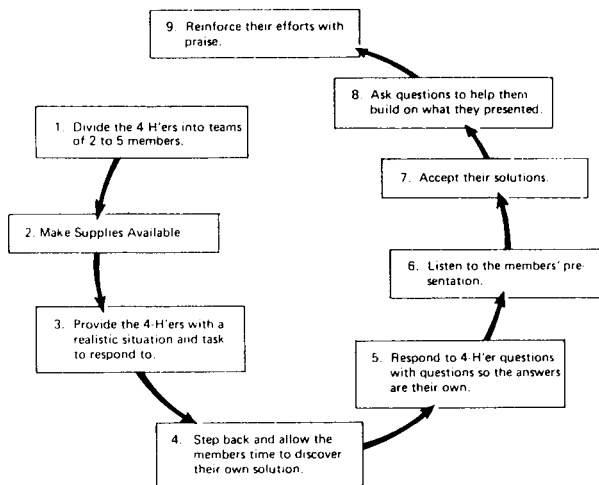 1. Divide the 4 H'ers into teams
of 2 to 5 members.
2. Make Supplies Available
3. Provide the 4-H'ers with a
realistic situation and task
to respond to.
4. Step back and allow the
members time to discover
their own solution.
5. Respond to 4-H'er questions
with questions so the answers
are their own.
6. Listen to the members' pre-
sentation.
7. Accept their solutions.
8. Ask questions to help them
build on what they presented.
9. Reinforce their efforts with
praise.